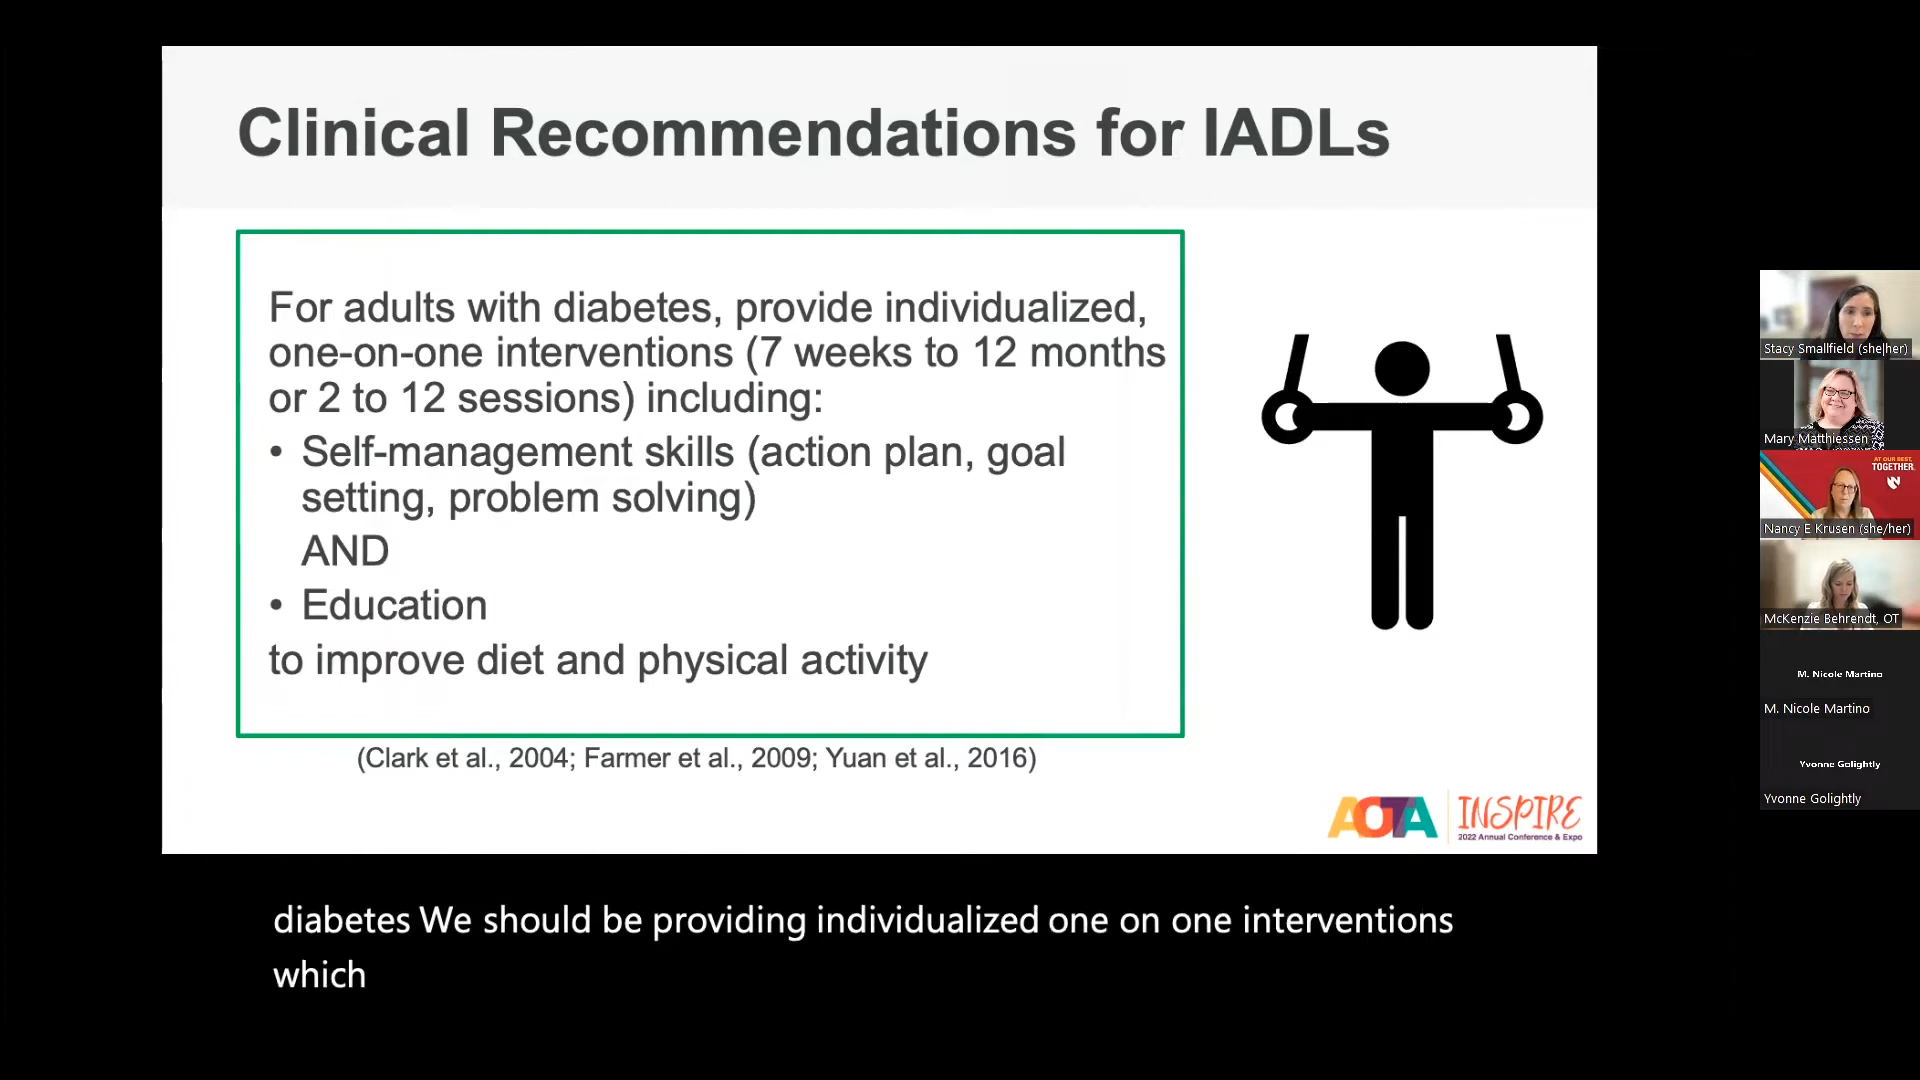 Clinical Recommendations for IADLs
For adults with diabetes, provide individualized,
one-on-one interventions (7 weeks to 12 months
or 2 to 12 sessions) including:
• Self-management skills (action plan, goal
setting, problem solving)
AND
• Education
to improve diet and physical activity
(Clark et al., 2004; Farmer et al., 2009; Yuan et al., 2016)
AOTA
INSPIRE
2022 Annual Conference & Expo
diabetes We should be providing individualized one on one interventions
which
Stacy Smallfield (she|her)
Mary Matthiessen
AT OUR BEST,
TOGETHER.
Nancy E Krusen (she/her)
McKenzie Behrendt, OT
M. Nicole Martino
M. Nicole Martino
Yvonne Golightly
Yvonne Golightly